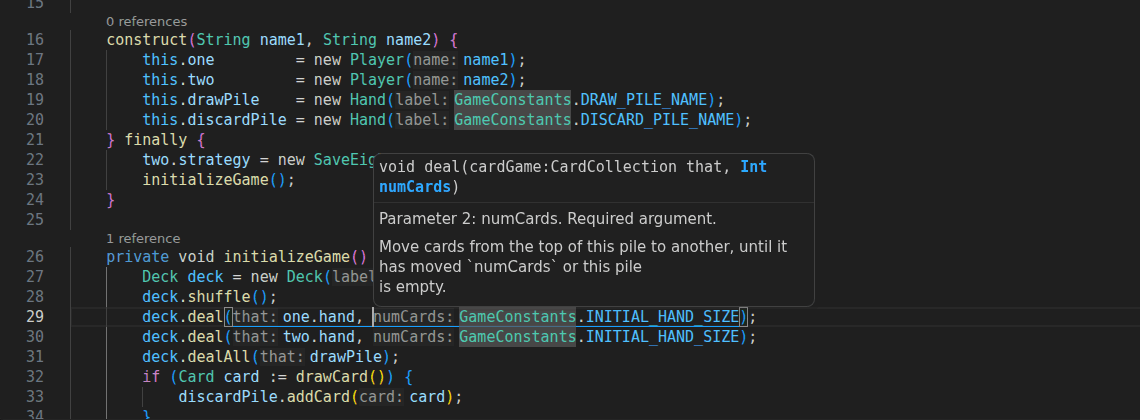 15
0 references
16 construct(String name1, String name2) {
17 this.one = new Player(name: name1);
18 this.two = new Player(name: name2);
19 this.drawPile = new Hand(label: GameConstants.DRAW_PILE_NAME);
20 this.discardPile = new Hand(label: GameConstants.DISCARD_PILE_NAME);
21 } finally {
22 two.strategy = new SaveEig
23 initializeGame();
24 }
25
void deal(cardGame:CardCollection that, Int
numCards)
Parameter 2: numCards. Required argument.
Move cards from the top of this pile to another, until it
has moved `numCards` or this pile
is empty.
1 reference
26 private void initializeGame()
27 Deck deck = new Deck(label
28 deck.shuffle();
29 deck.deal(that: one.hand, numCards: GameConstants.INITIAL_HAND_SIZE);
30 deck.deal(that: two.hand, numCards: GameConstants.INITIAL_HAND_SIZE);
31 deck.dealAll(that: drawPile);
32 if (Card card := drawCard()) {
33 discardPile.addCard(card: card);
34 }